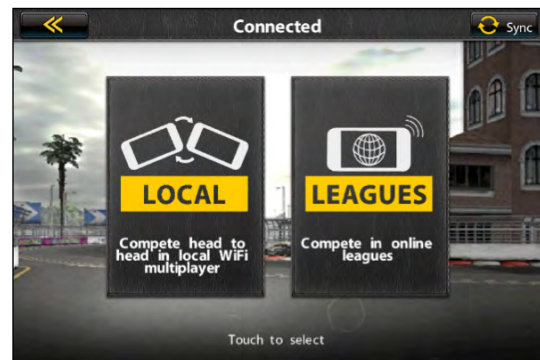 Connected
Sync
LOCAL
Compete head to
head in local WiFi
multiplayer
LEAGUES
Compete in online
leagues
Touch to select